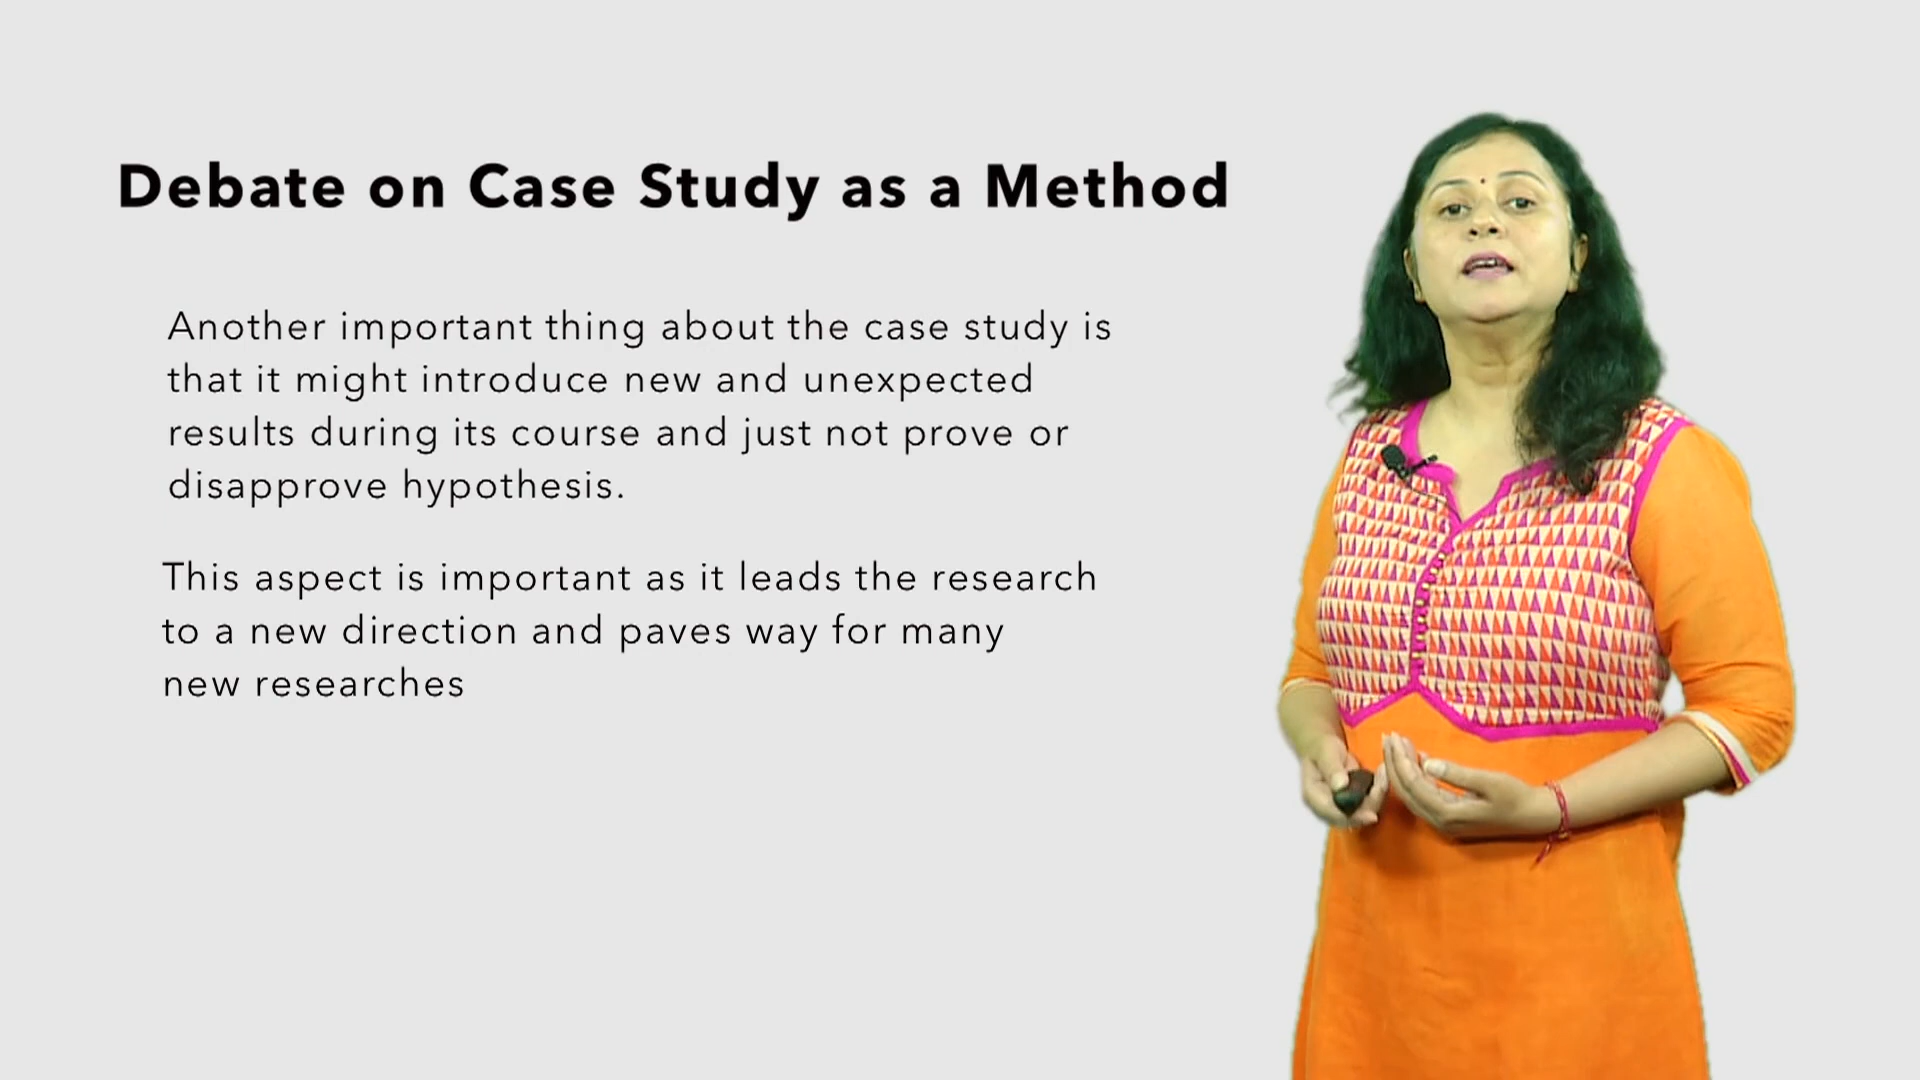 Debate on Case Study as a Method
Another important thing about the case study is
that it might introduce new and unexpected
results during its course and just not prove or
disapprove hypothesis.
This aspect is important as it leads the research
to a new direction and paves way for many
new researches